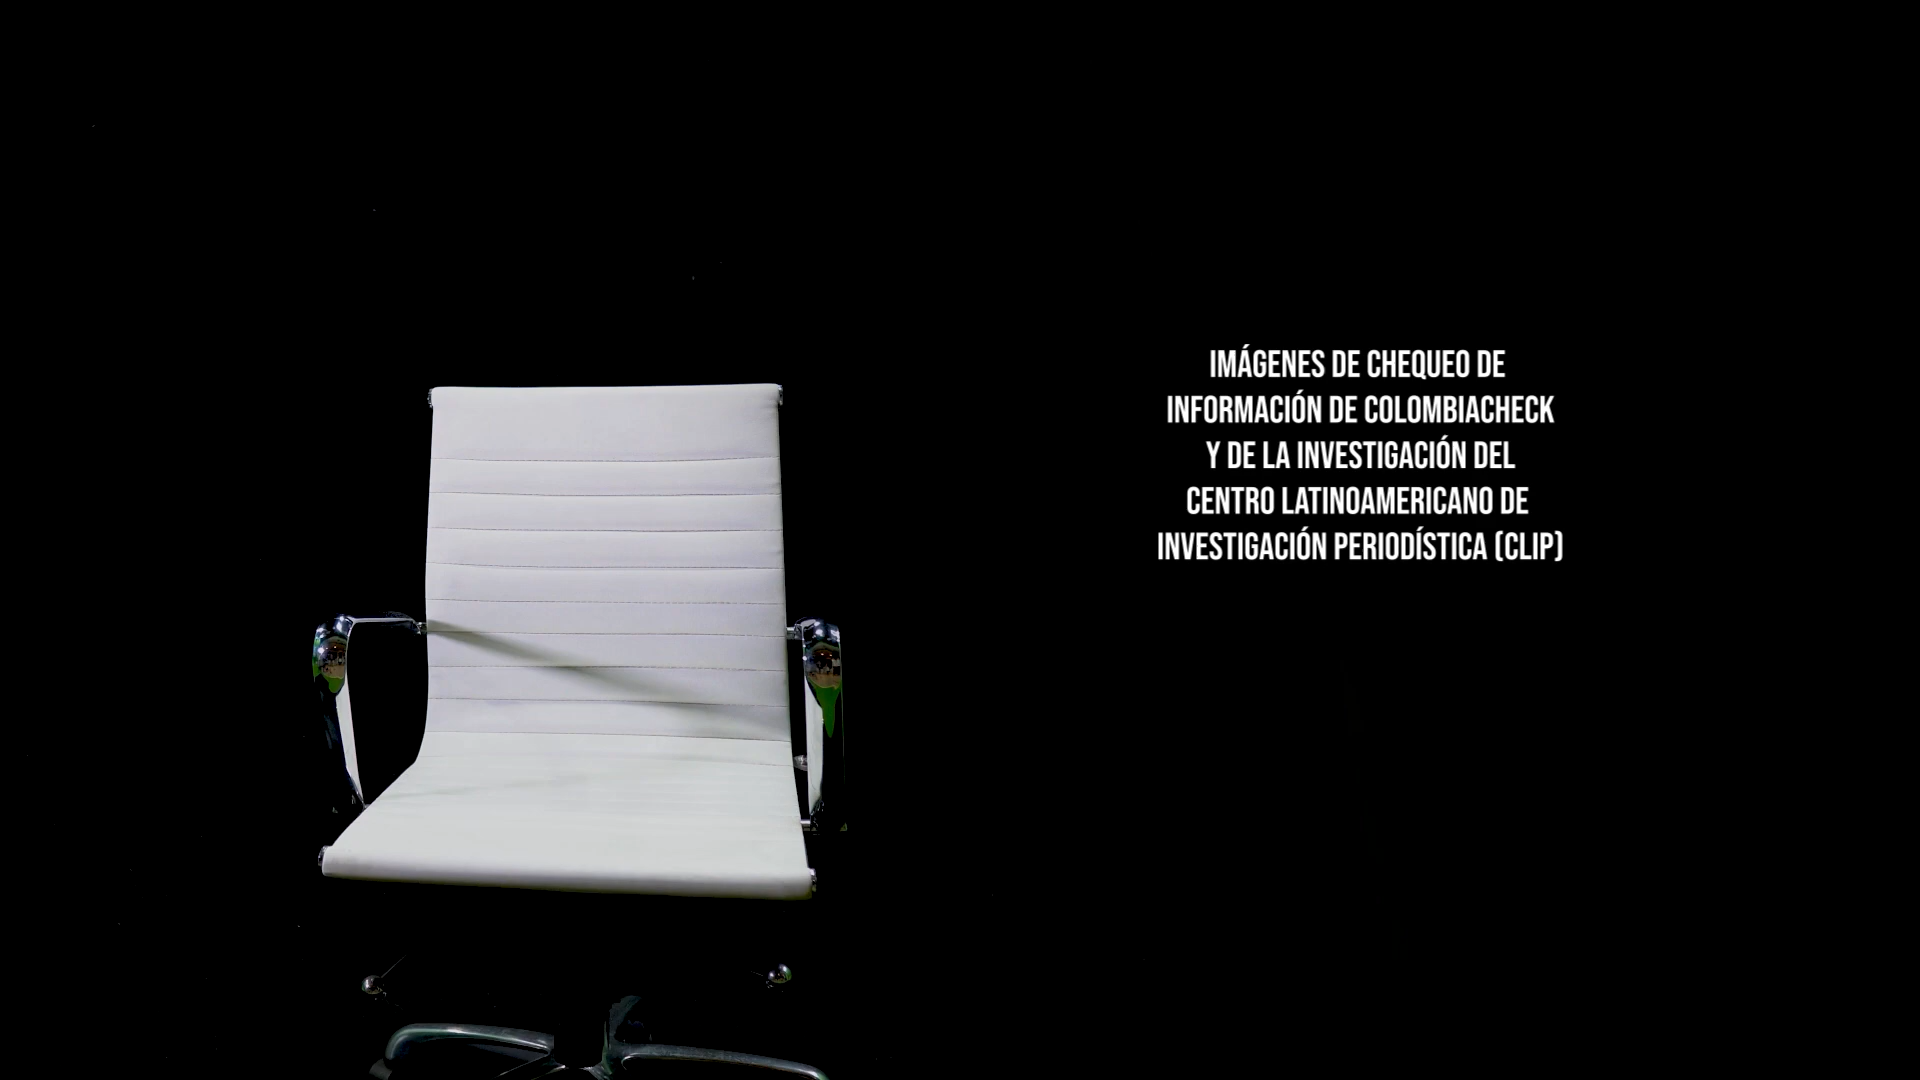 IMÁGENES DE CHEQUEO DE
INFORMACIÓN DE COLOMBIACHECK
Y DE LA INVESTIGACIÓN DEL
CENTRO LATINOAMERICANO DE
INVESTIGACIÓN PERIODÍSTICA (CLIP)